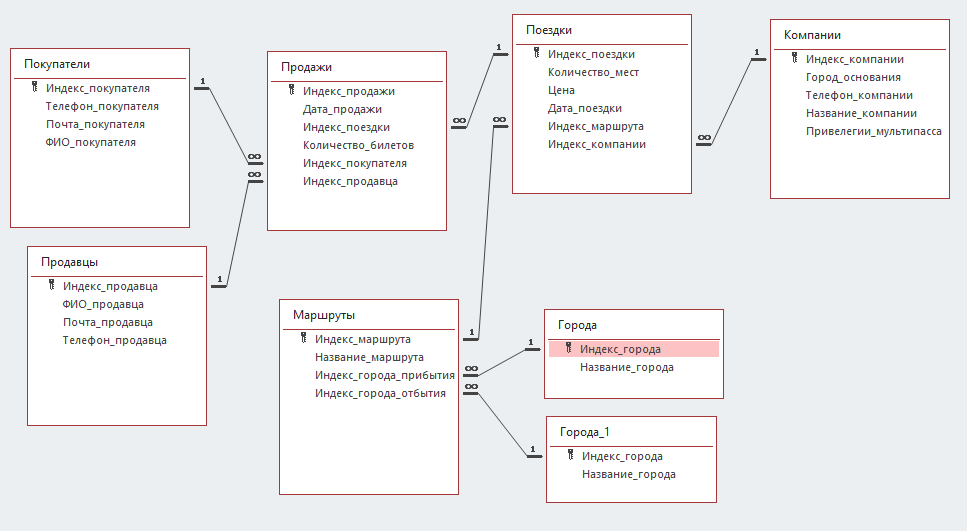 Покупатели
Индекс_покупателя
Телефон_покупателя
Почта_покупателя
ФИО_покупателя
1
∞
∞
Продажи
Индекс_продажи
Дата_продажи
Индекс_поездки
Количество_билетов
Индекс_покупателя
Индекс_продавца
∞
1
∞
Поездки
Индекс_поездки
Количество_мест
Цена
Дата_поездки
Индекс_маршрута
Индекс_компании
∞
1
Компании
Индекс_компании
Город_основания
Телефон_компании
Название_компании
Привелегии_мультипасса
Продавцы
Индекс_продавца
ФИО_продавца
Почта_продавца
Телефон_продавца
1
Маршруты
Индекс_маршрута
Название_маршрута
Индекс_города_прибытия
Индекс_города_отбытия
1
∞
∞
1
Города
Индекс_города
Название_города
1
Города_1
Индекс_города
Название_города